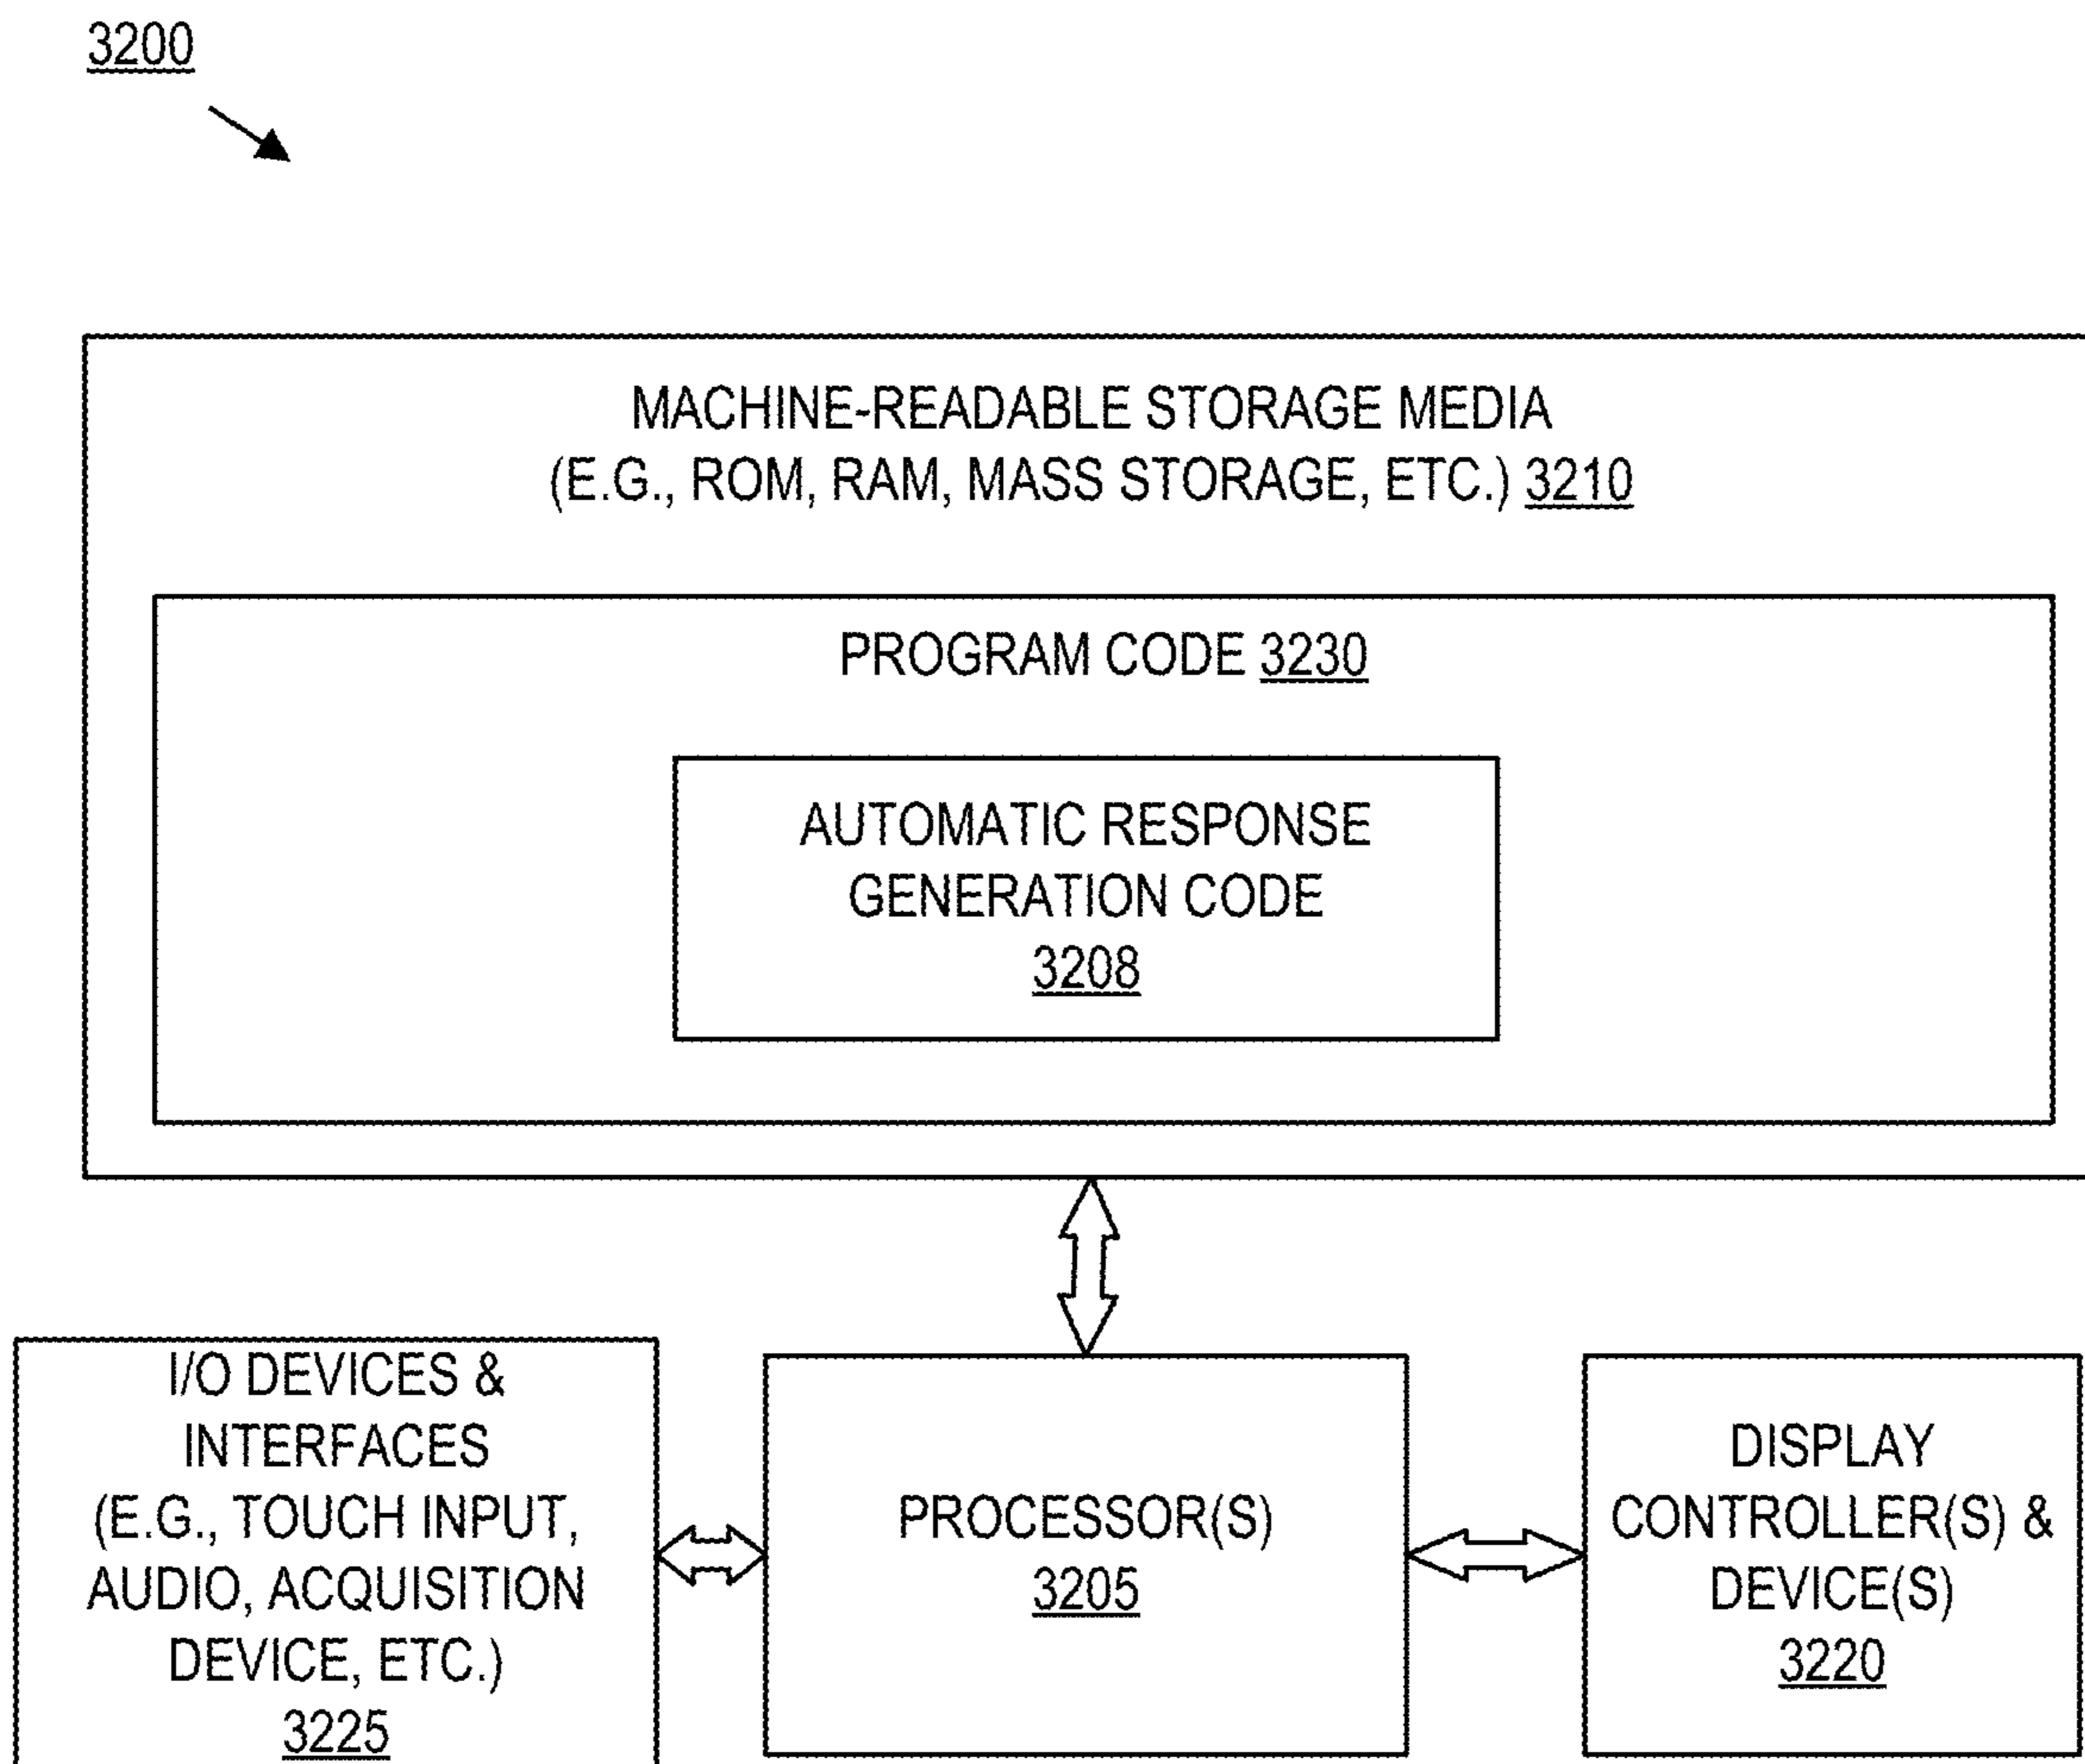 3200
MACHINE-READABLE STORAGE MEDIA
(E.G., ROM, RAM, MASS STORAGE, ETC.) 3210
PROGRAM CODE 3230
AUTOMATIC RESPONSE
GENERATION CODE
3208
I/O DEVICES &
INTERFACES
(E.G., TOUCH INPUT,
AUDIO, ACQUISITION
DEVICE, ETC.)
3225
PROCESSOR(S)
3205
DISPLAY
CONTROLLER(S) &
DEVICE(S)
3220